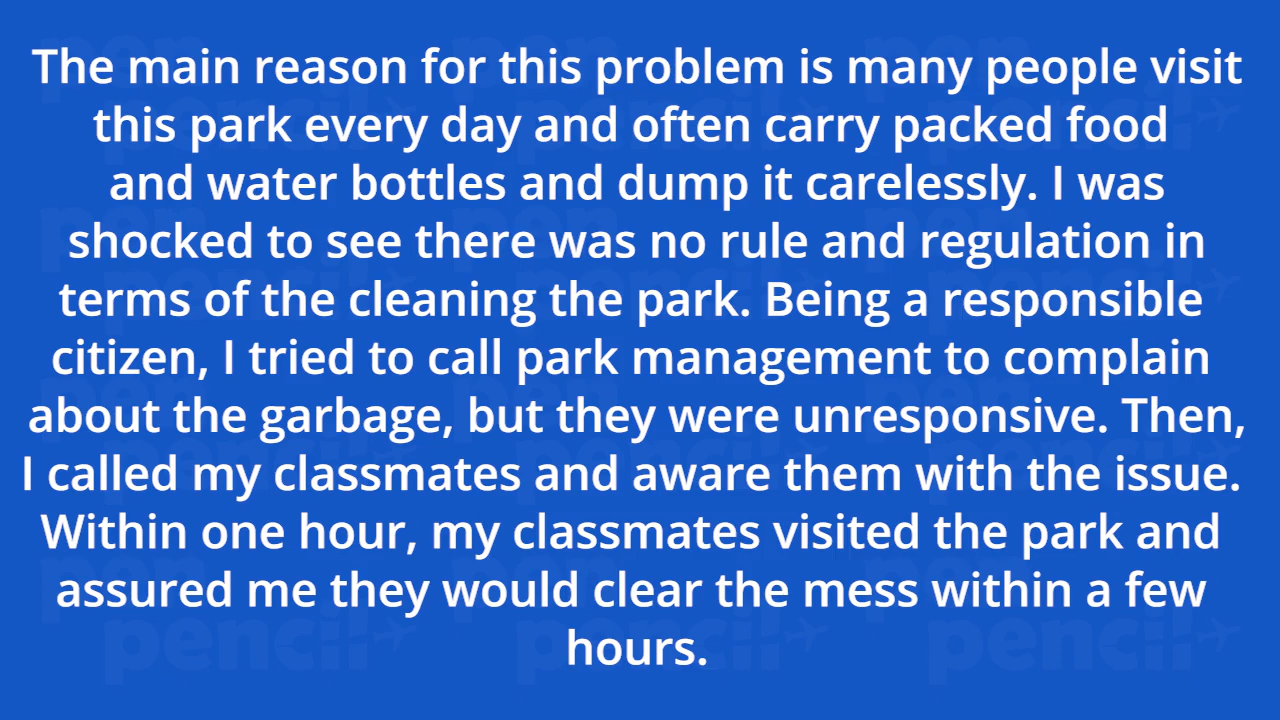 The main reason for this problem is many people visit
this park every day and often carry packed food
and water bottles and dump it carelessly. I was
shocked to see there was no rule and regulation in
terms of the cleaning the park. Being a responsible
citizen, I tried to call park management to complain
about the garbage, but they were unresponsive. Then,
I called my classmates and aware them with the issue.
Within one hour, my classmates visited the park and
assured me they would clear the mess within a few
hours.